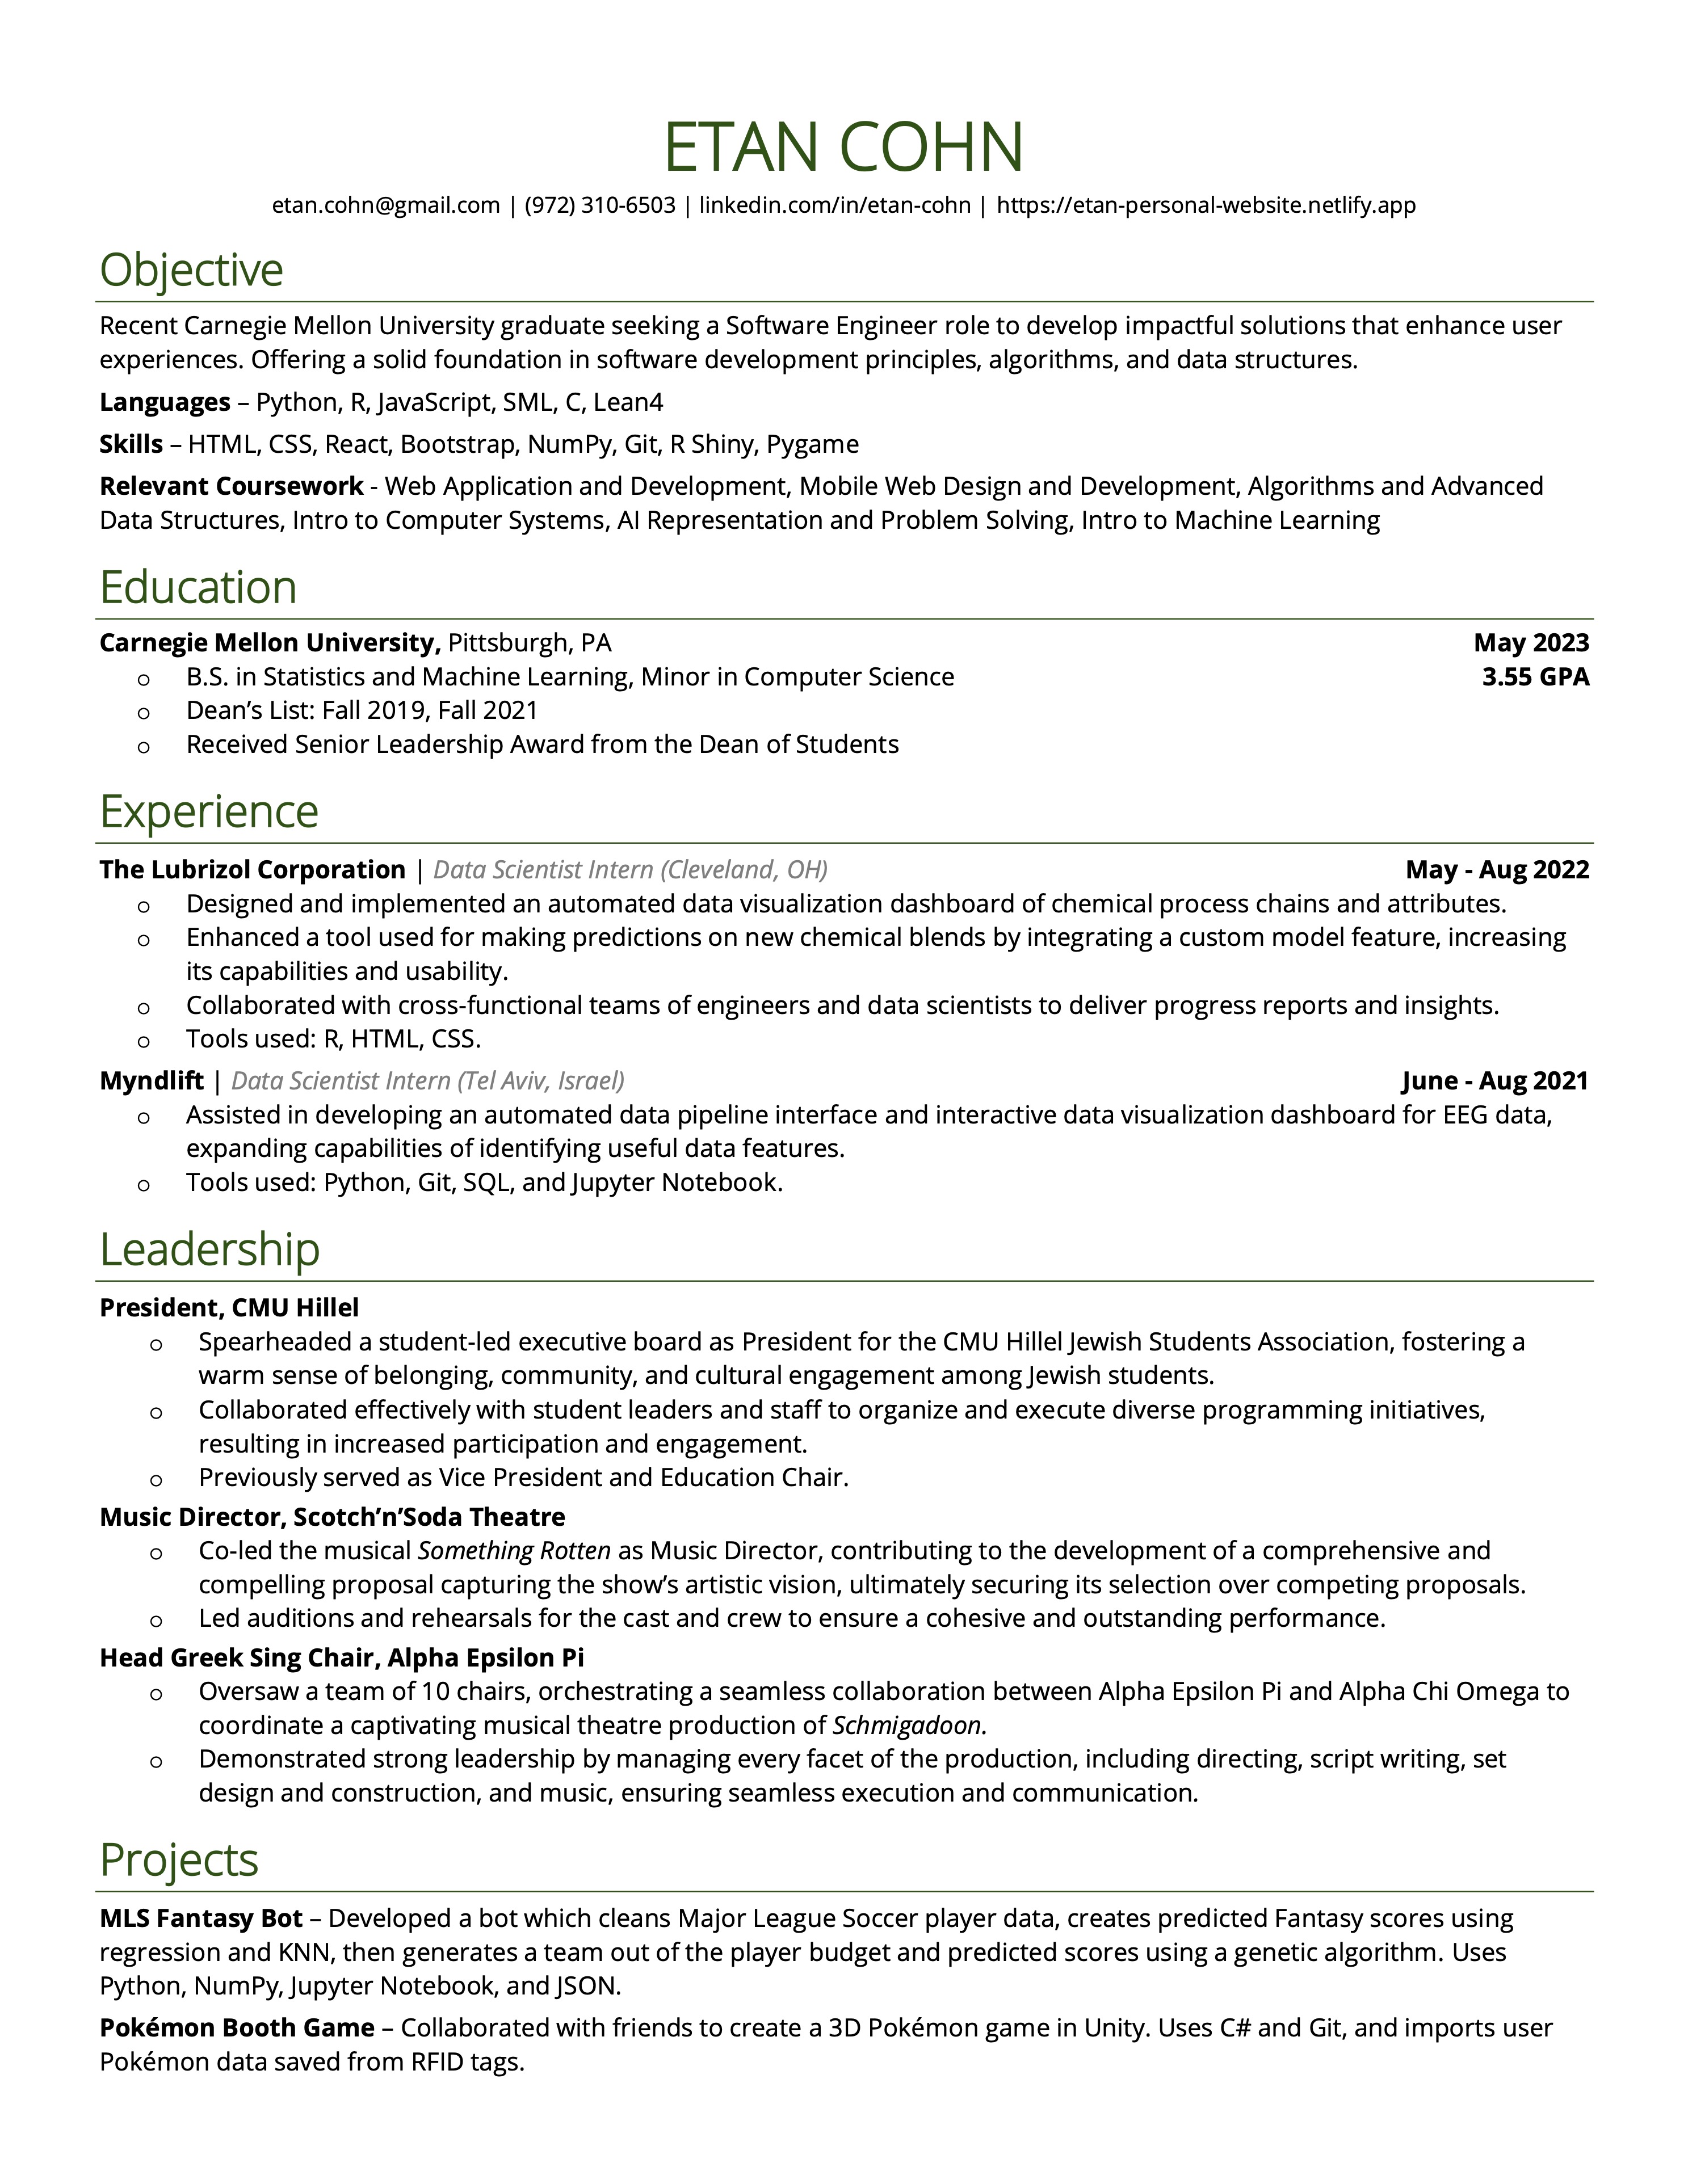 ETAN COHN
etan.cohn@gmail.com | (972) 310-6503 | linkedin.com/in/etan-cohn | https://etan-personal-website.netlify.app
Objective
Recent Carnegie Mellon University graduate seeking a Software Engineer role to develop impactful solutions that enhance user
experiences. Offering a solid foundation in software development principles, algorithms, and data structures.
Languages – Python, R, JavaScript, SML, C, Lean4
Skills – HTML, CSS, React, Bootstrap, NumPy, Git, R Shiny, Pygame
Relevant Coursework - Web Application and Development, Mobile Web Design and Development, Algorithms and Advanced
Data Structures, Intro to Computer Systems, AI Representation and Problem Solving, Intro to Machine Learning
Education
Carnegie Mellon University, Pittsburgh, PA May 2023
○ B.S. in Statistics and Machine Learning, Minor in Computer Science 3.55 GPA
○ Dean’s List: Fall 2019, Fall 2021
○ Received Senior Leadership Award from the Dean of Students
Experience
The Lubrizol Corporation | Data Scientist Intern (Cleveland, OH) May - Aug 2022
○ Designed and implemented an automated data visualization dashboard of chemical process chains and attributes.
○ Enhanced a tool used for making predictions on new chemical blends by integrating a custom model feature, increasing
its capabilities and usability.
○ Collaborated with cross-functional teams of engineers and data scientists to deliver progress reports and insights.
○ Tools used: R, HTML, CSS.
Myndlift | Data Scientist Intern (Tel Aviv, Israel) June - Aug 2021
○ Assisted in developing an automated data pipeline interface and interactive data visualization dashboard for EEG data,
expanding capabilities of identifying useful data features.
○ Tools used: Python, Git, SQL, and Jupyter Notebook.
Leadership
President, CMU Hillel
○ Spearheaded a student-led executive board as President for the CMU Hillel Jewish Students Association, fostering a
warm sense of belonging, community, and cultural engagement among Jewish students.
○ Collaborated effectively with student leaders and staff to organize and execute diverse programming initiatives,
resulting in increased participation and engagement.
○ Previously served as Vice President and Education Chair.
Music Director, Scotch’n’Soda Theatre
○ Co-led the musical Something Rotten as Music Director, contributing to the development of a comprehensive and
compelling proposal capturing the show’s artistic vision, ultimately securing its selection over competing proposals.
○ Led auditions and rehearsals for the cast and crew to ensure a cohesive and outstanding performance.
Head Greek Sing Chair, Alpha Epsilon Pi
○ Oversaw a team of 10 chairs, orchestrating a seamless collaboration between Alpha Epsilon Pi and Alpha Chi Omega to
coordinate a captivating musical theatre production of Schmigadoon.
○ Demonstrated strong leadership by managing every facet of the production, including directing, script writing, set
design and construction, and music, ensuring seamless execution and communication.
Projects
MLS Fantasy Bot – Developed a bot which cleans Major League Soccer player data, creates predicted Fantasy scores using
regression and KNN, then generates a team out of the player budget and predicted scores using a genetic algorithm. Uses
Python, NumPy, Jupyter Notebook, and JSON.
Pokémon Booth Game – Collaborated with friends to create a 3D Pokémon game in Unity. Uses C# and Git, and imports user
Pokémon data saved from RFID tags.